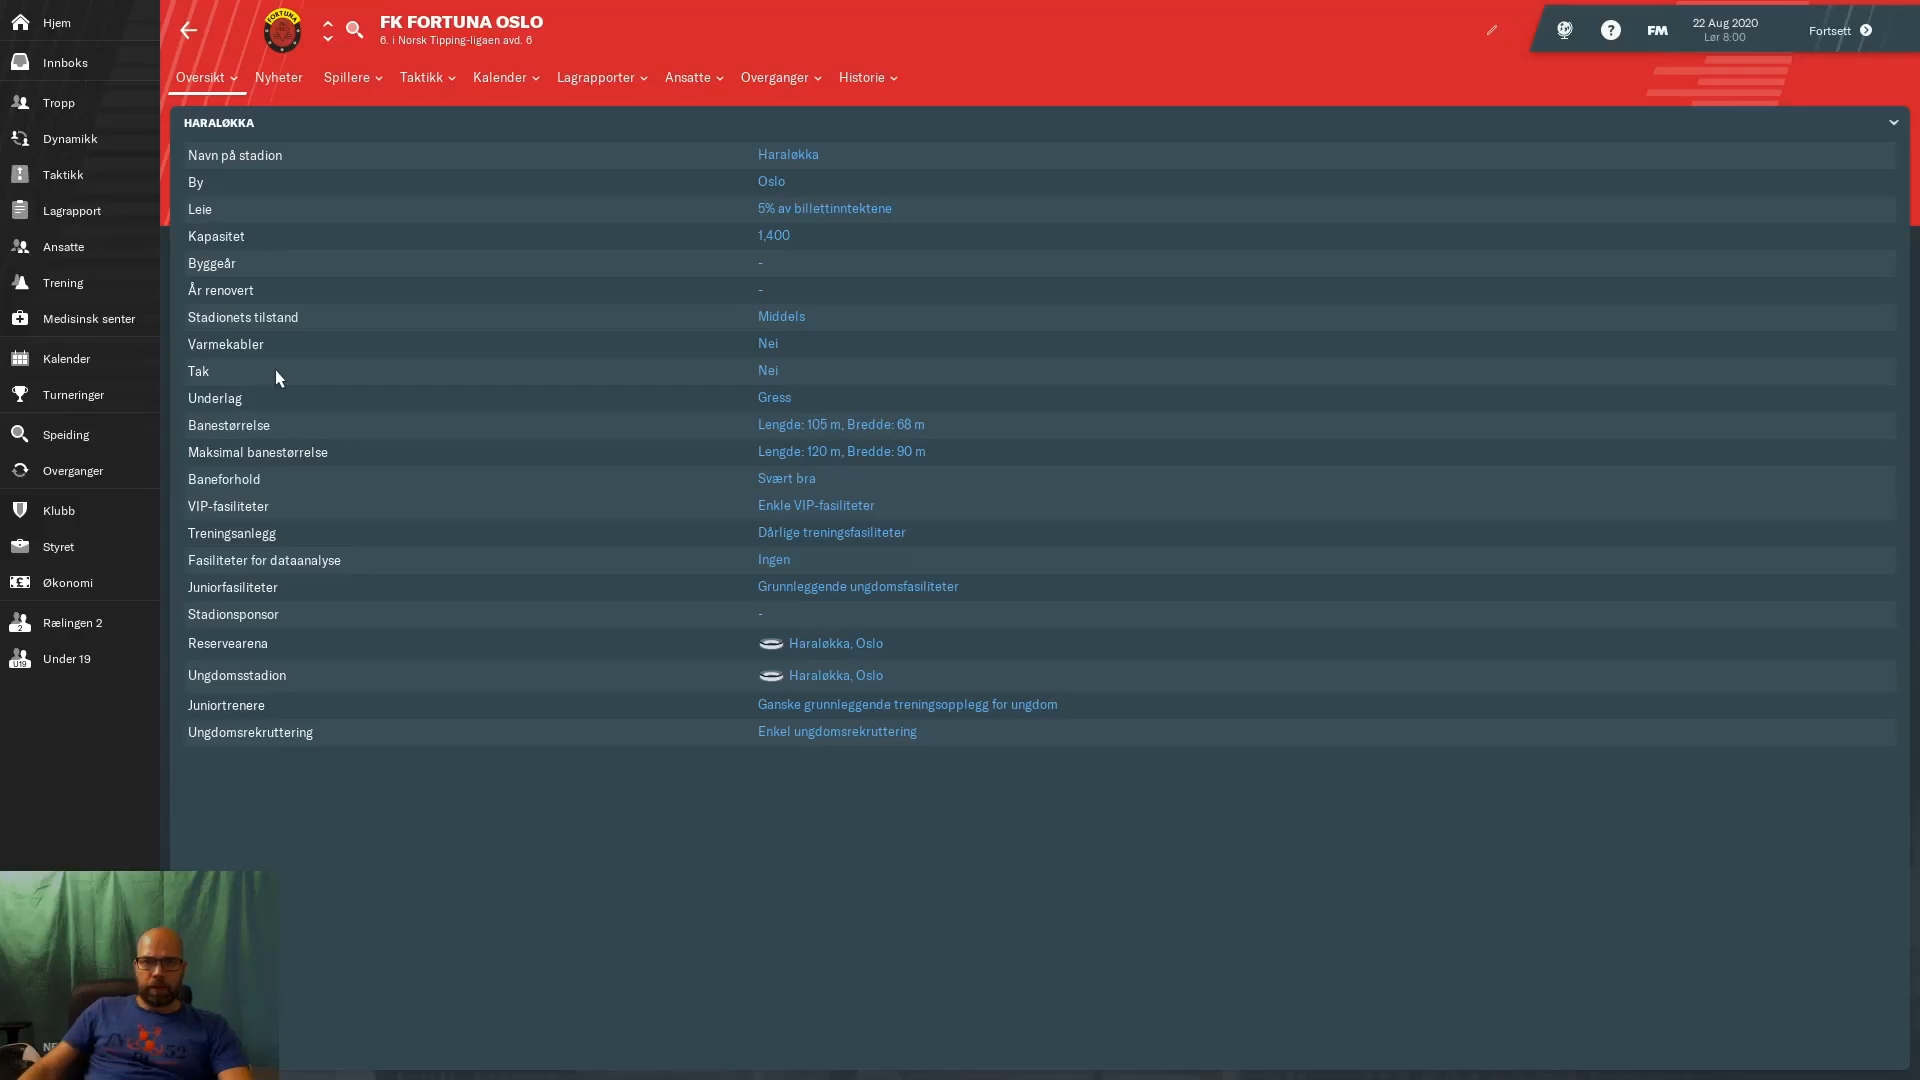 Hjem
Innboks
Tropp
Dynamikk
Taktikk
Lagrapport
Ansatte
Trening
Medisinsk senter
Kalender
Turneringer
Speiding
Overganger
Klubb
Styret
Økonomi
Rælingen 2
Under 19
FORTUNA
FK FORTUNA OSLO
6. i Norsk Tipping-ligaen avd. 6
FM
22 Aug 2020
Lør 8:00
Fortsett
Oversikt
Nyheter
Spillere
Taktikk
Kalender
Lagrapporter
Ansatte
Overganger
Historie
HARALØKKA
Navn på stadion Haraløkka
By Oslo
Leie 5% av billettinntektene
Kapasitet 1,400
Byggeår -
År renovert -
Stadionets tilstand Middels
Varmekabler Nei
Tak Nei
Underlag Gress
Banestørrelse Lengde: 105 m, Bredde: 68 m
Maksimal banestørrelse Lengde: 120 m, Bredde: 90 m
Baneforhold Svært bra
VIP-fasiliteter Enkle VIP-fasiliteter
Treningsanlegg Dårlige treningsfasiliteter
Fasiliteter for dataanalyse Ingen
Juniorfasiliteter Grunnleggende ungdomsfasiliteter
Stadionsponsor -
Reservearena Haraløkka, Oslo
Ungdomsstadion Haraløkka, Oslo
Juniortrenere Ganske grunnleggende treningsopplegg for ungdom
Ungdomsrekruttering Enkel ungdomsrekruttering